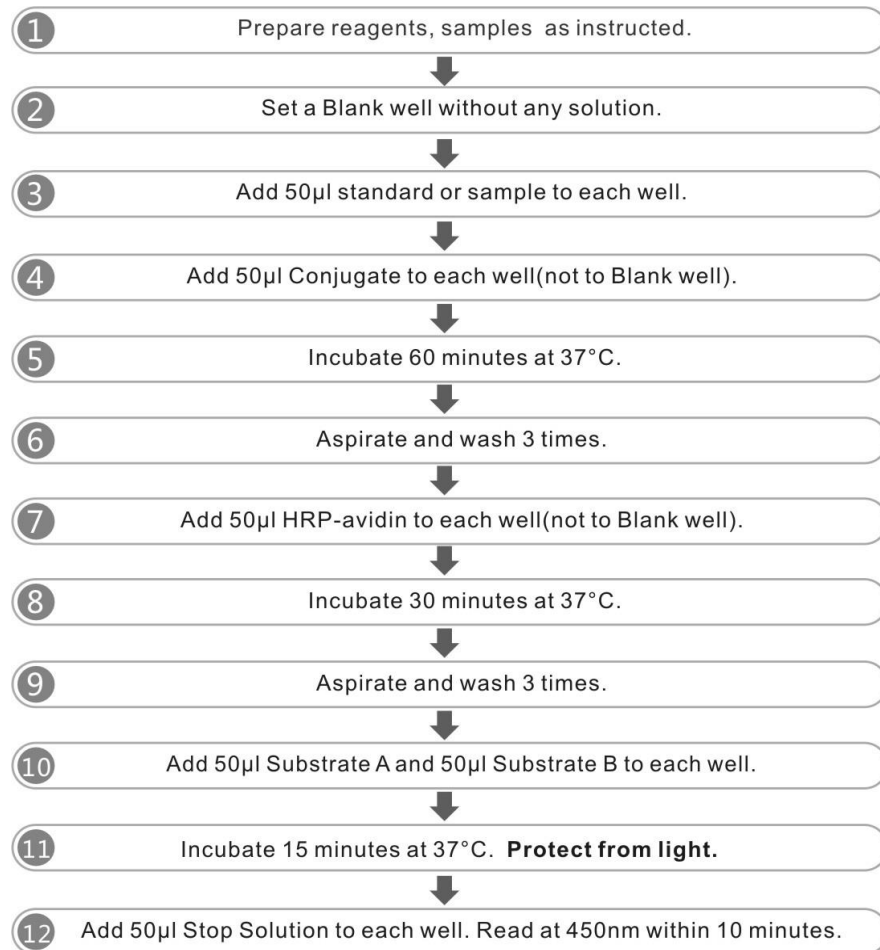 1 Prepare reagents, samples as instructed.
2 Set a Blank well without any solution.
3 Add 50µl standard or sample to each well.
4 Add 50µl Conjugate to each well(not to Blank well).
5 Incubate 60 minutes at 37°C.
6 Aspirate and wash 3 times.
7 Add 50µl HRP-avidin to each well(not to Blank well).
8 Incubate 30 minutes at 37°C.
9 Aspirate and wash 3 times.
10 Add 50µl Substrate A and 50µl Substrate B to each well.
11 Incubate 15 minutes at 37°C. Protect from light.
12 Add 50µl Stop Solution to each well. Read at 450nm within 10 minutes.